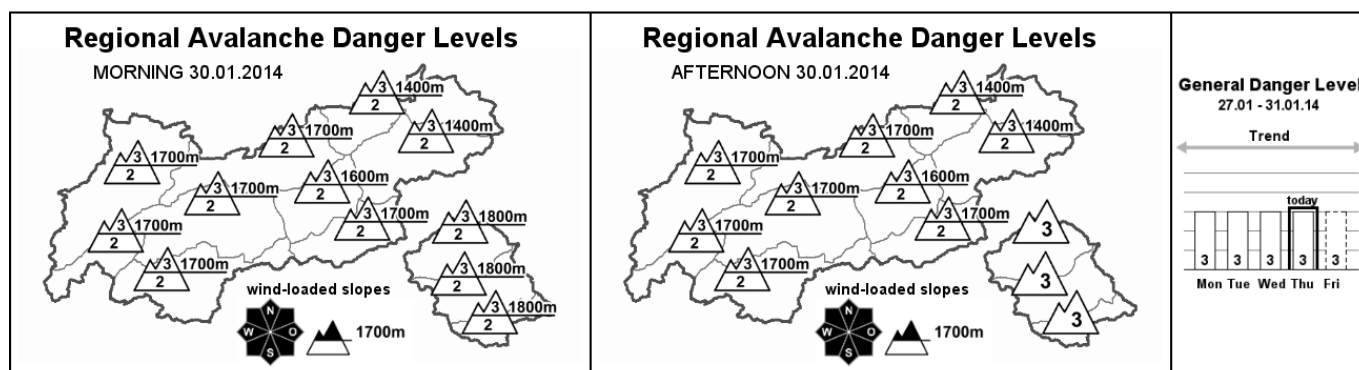 Regional Avalanche Danger Levels
MORNING 30.01.2014
3 1400m
2
3 1400m
2
3 1700m
2
3 1700m
2
3 1600m
2
3 1700m
2
3 1700m
2
3 1800m
2
3 1700m
2
3 1700m
2
3 1800m
2
3 1800m
2
wind-loaded slopes
N
W O
S
1700m
Regional Avalanche Danger Levels
AFTERNOON 30.01.2014
3 1400m
2
3 1400m
2
3 1700m
2
3 1700m
2
3 1600m
2
3 1700m
2
3 1700m
2
3
3 1700m
2
3 1700m
2
3
3
wind-loaded slopes
N
W O
S
1700m
General Danger Level
27.01 - 31.01.14
Trend
today
3 3 3 3 3
Mon Tue Wed Thu Fri